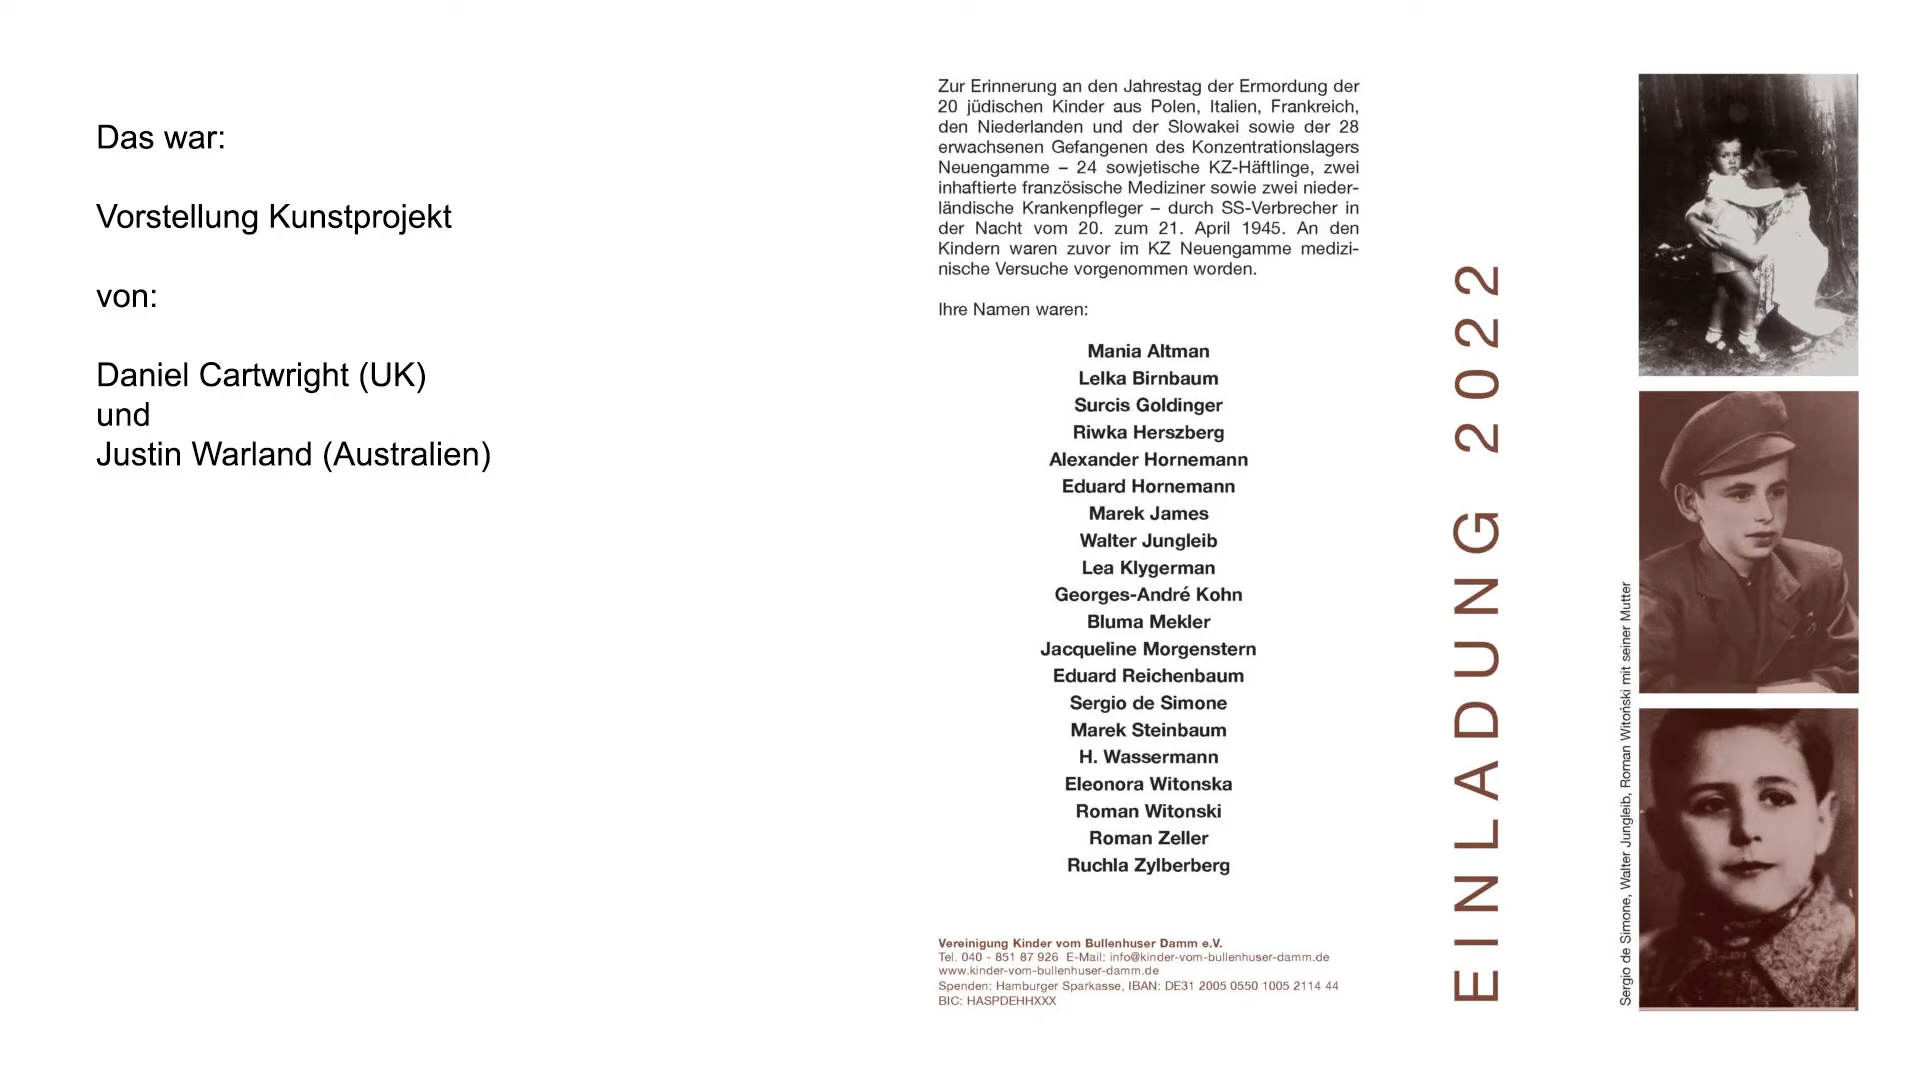 Das war:
Vorstellung Kunstprojekt
von:
Daniel Cartwright (UK)
und
Justin Warland (Australien)
Zur Erinnerung an den Jahrestag der Ermordung der
20 jüdischen Kinder aus Polen, Italien, Frankreich,
den Niederlanden und der Slowakei sowie der 28
erwachsenen Gefangenen des Konzentrationslagers
Neuengamme – 24 sowjetische KZ-Häftlinge, zwei
inhaftierte französische Mediziner sowie zwei nieder-
ländische Krankenpfleger – durch SS-Verbrecher in
der Nacht vom 20. zum 21. April 1945. An den
Kindern waren zuvor im KZ Neuengamme medizi-
nische Versuche vorgenommen worden.
Ihre Namen waren:
Mania Altman
Lelka Birnbaum
Surcis Goldinger
Riwka Herszberg
Alexander Hornemann
Eduard Hornemann
Marek James
Walter Jungleib
Lea Klygerman
Georges-André Kohn
Bluma Mekler
Jacqueline Morgenstern
Eduard Reichenbaum
Sergio de Simone
Marek Steinbaum
H. Wassermann
Eleonora Witonska
Roman Witonski
Roman Zeller
Ruchla Zylberberg
Vereinigung Kinder vom Bullenhuser Damm e.V.
Tel. 040 - 851 87 926 E-Mail: info@kinder-vom-bullenhuser-damm.de
www.kinder-vom-bullenhuser-damm.de
Spenden: Hamburger Sparkasse, IBAN: DE31 2005 0550 1005 2114 44
BIC: HASPDEHHXXX
EINLADUNG 2022
Sergio de Simone, Walter Jungleib, Roman Witoński mit seiner Mutter